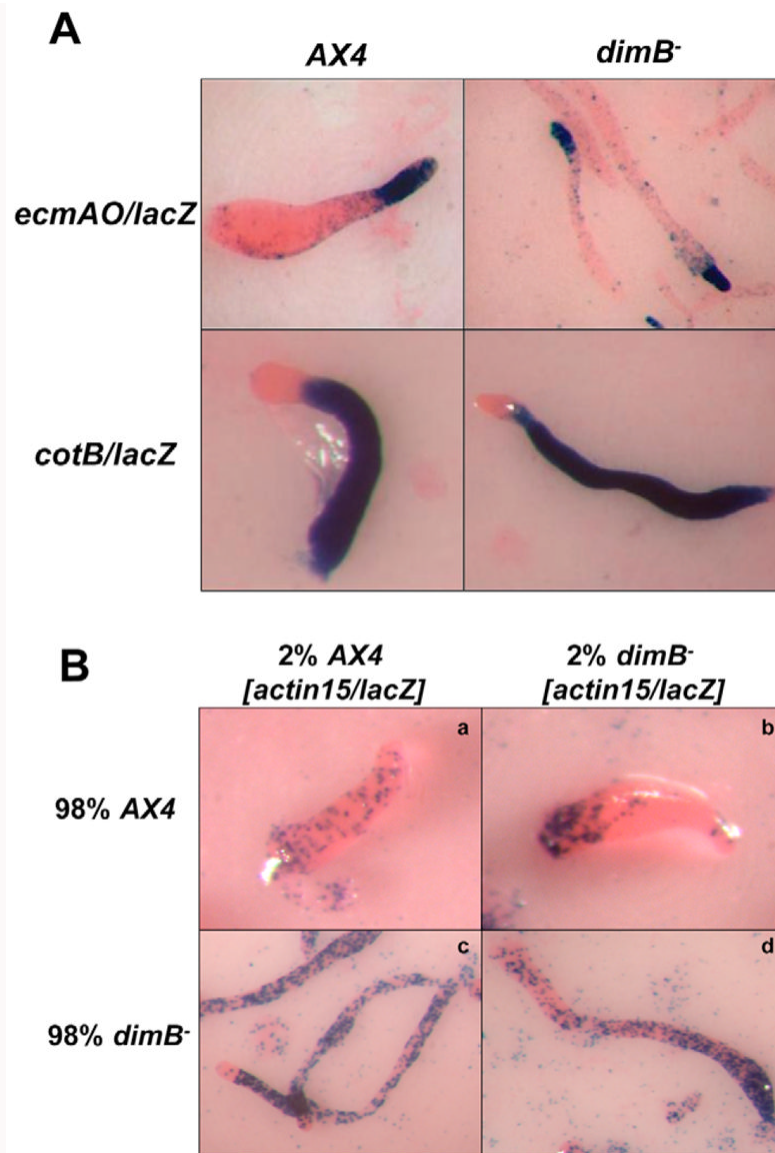 A
AX4 dimB-
ecmAO/lacZ
cotB/lacZ
B
2% AX4 2% dimB-
[actin15/lacZ] [actin15/lacZ]
a b
98% AX4
c d
98% dimB-